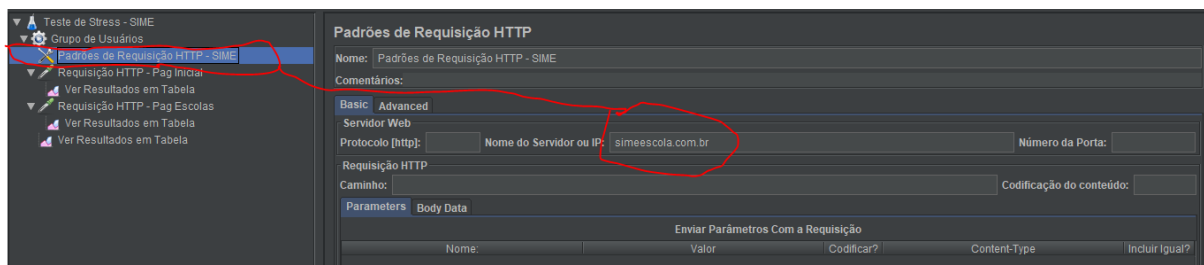 Teste de Stress - SIME
Grupo de Usuários
Padrões de Requisição HTTP - SIME
Requisição HTTP - Pag Inicial
Ver Resultados em Tabela
Requisição HTTP - Pag Escolas
Ver Resultados em Tabela
Ver Resultados em Tabela
Padrões de Requisição HTTP
Nome: Padrões de Requisição HTTP - SIME
Comentários:
Basic Advanced
Servidor Web
Protocolo [http]: Nome do Servidor ou IP: simeescola.com.br Número da Porta:
Requisição HTTP
Caminho: Codificação do conteúdo:
Parameters Body Data
Enviar Parâmetros Com a Requisição
Nome: Valor Codificar? Content-Type Incluir Igual?